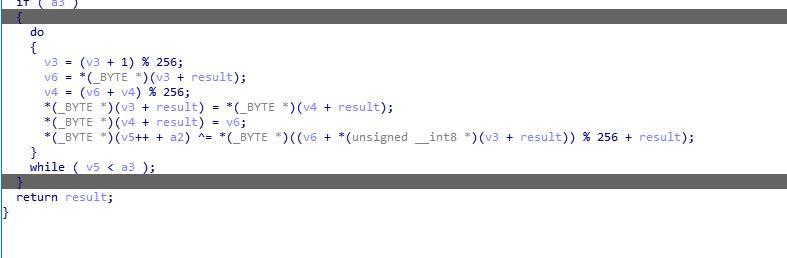 if ( a3 )
{
do
{
v3 = (v3 + 1) % 256;
v6 = *(_BYTE *)(v3 + result);
v4 = (v6 + v4) % 256;
*(_BYTE *)(v3 + result) = *(_BYTE *)(v4 + result);
*(_BYTE *)(v4 + result) = v6;
*(_BYTE *)(v5++ + a2) ^= *(_BYTE *)((v6 + *(unsigned __int8 *)(v3 + result)) % 256 + result);
}
while ( v5 < a3 );
}
return result;
}